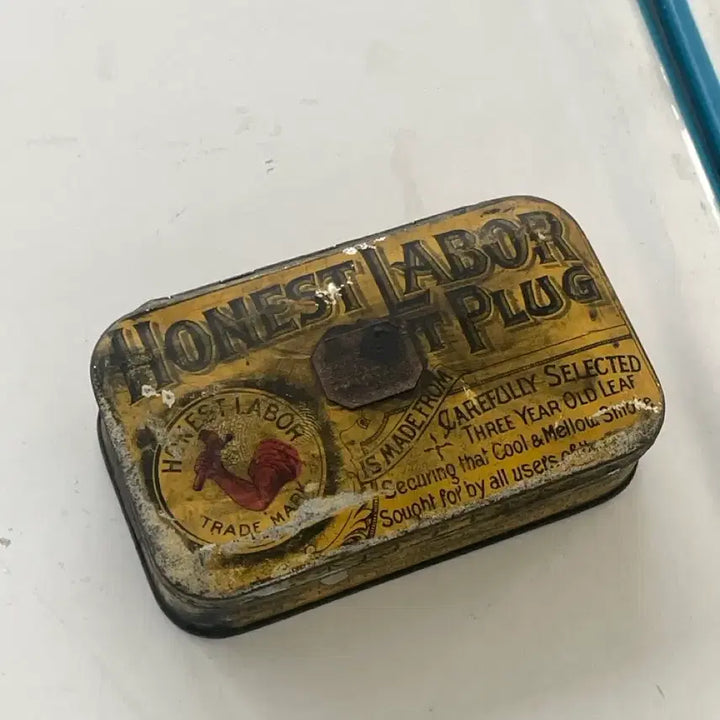 HONEST LABOR
PLUG
HONEST LABOR
TRADE MARK
IS MADE FROM
CAREFULLY SELECTED
THREE YEAR OLD LEAF
Securing that Cool & Mellow Smoke
Sought for by all users of